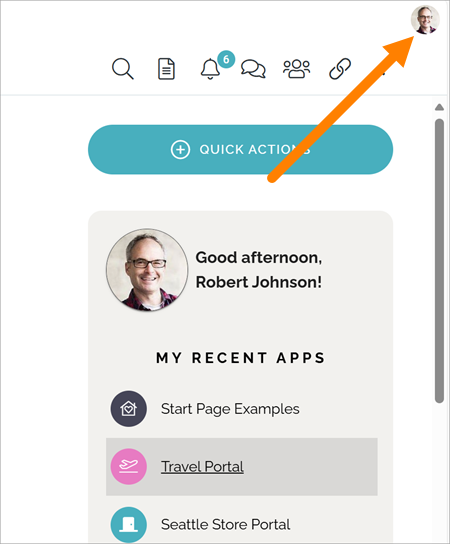 6
QUICK ACTIONS
Good afternoon,
Robert Johnson!
MY RECENT APPS
Start Page Examples
Travel Portal
Seattle Store Portal